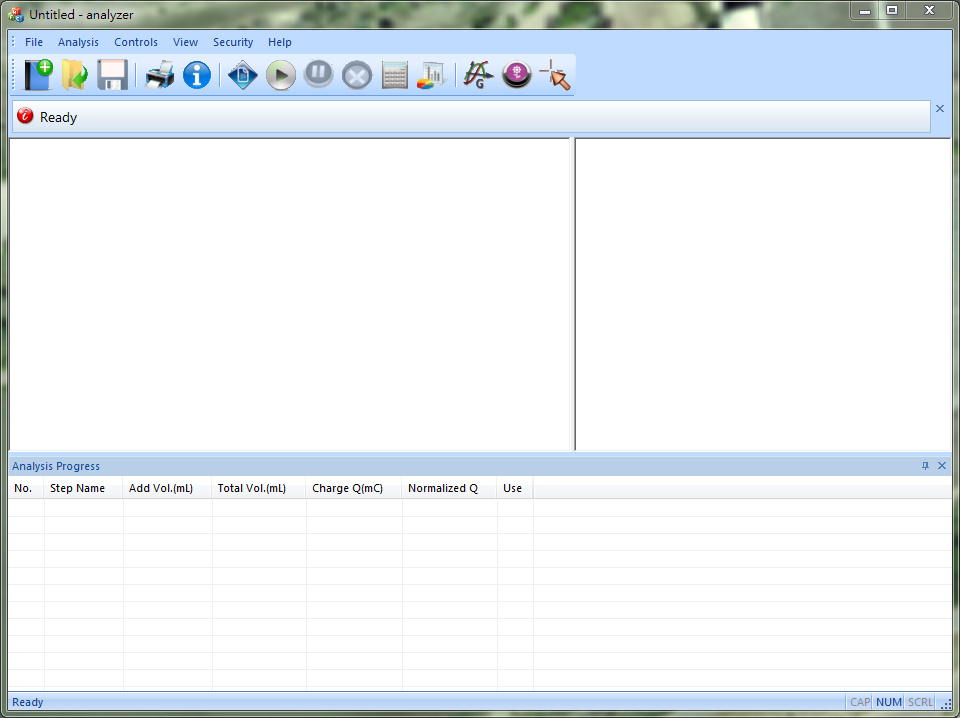 Untitled - analyzer
File Analysis Controls View Security Help
Ready
Analysis Progress
No. Step Name Add Vol.(mL) Total Vol.(mL) Charge Q(mC) Normalized Q Use
Ready CAP NUM SCRL